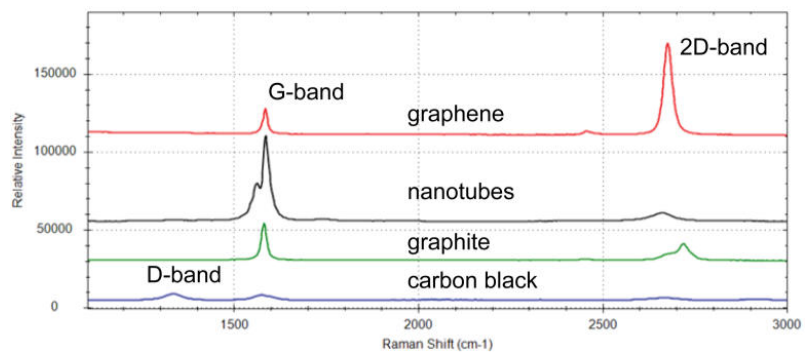 2D-band
150000
G-band
graphene
100000
nanotubes
50000
graphite
D-band
carbon black
0
1500
2000
2500
3000
Raman Shift (cm-1)
Relative Intensity